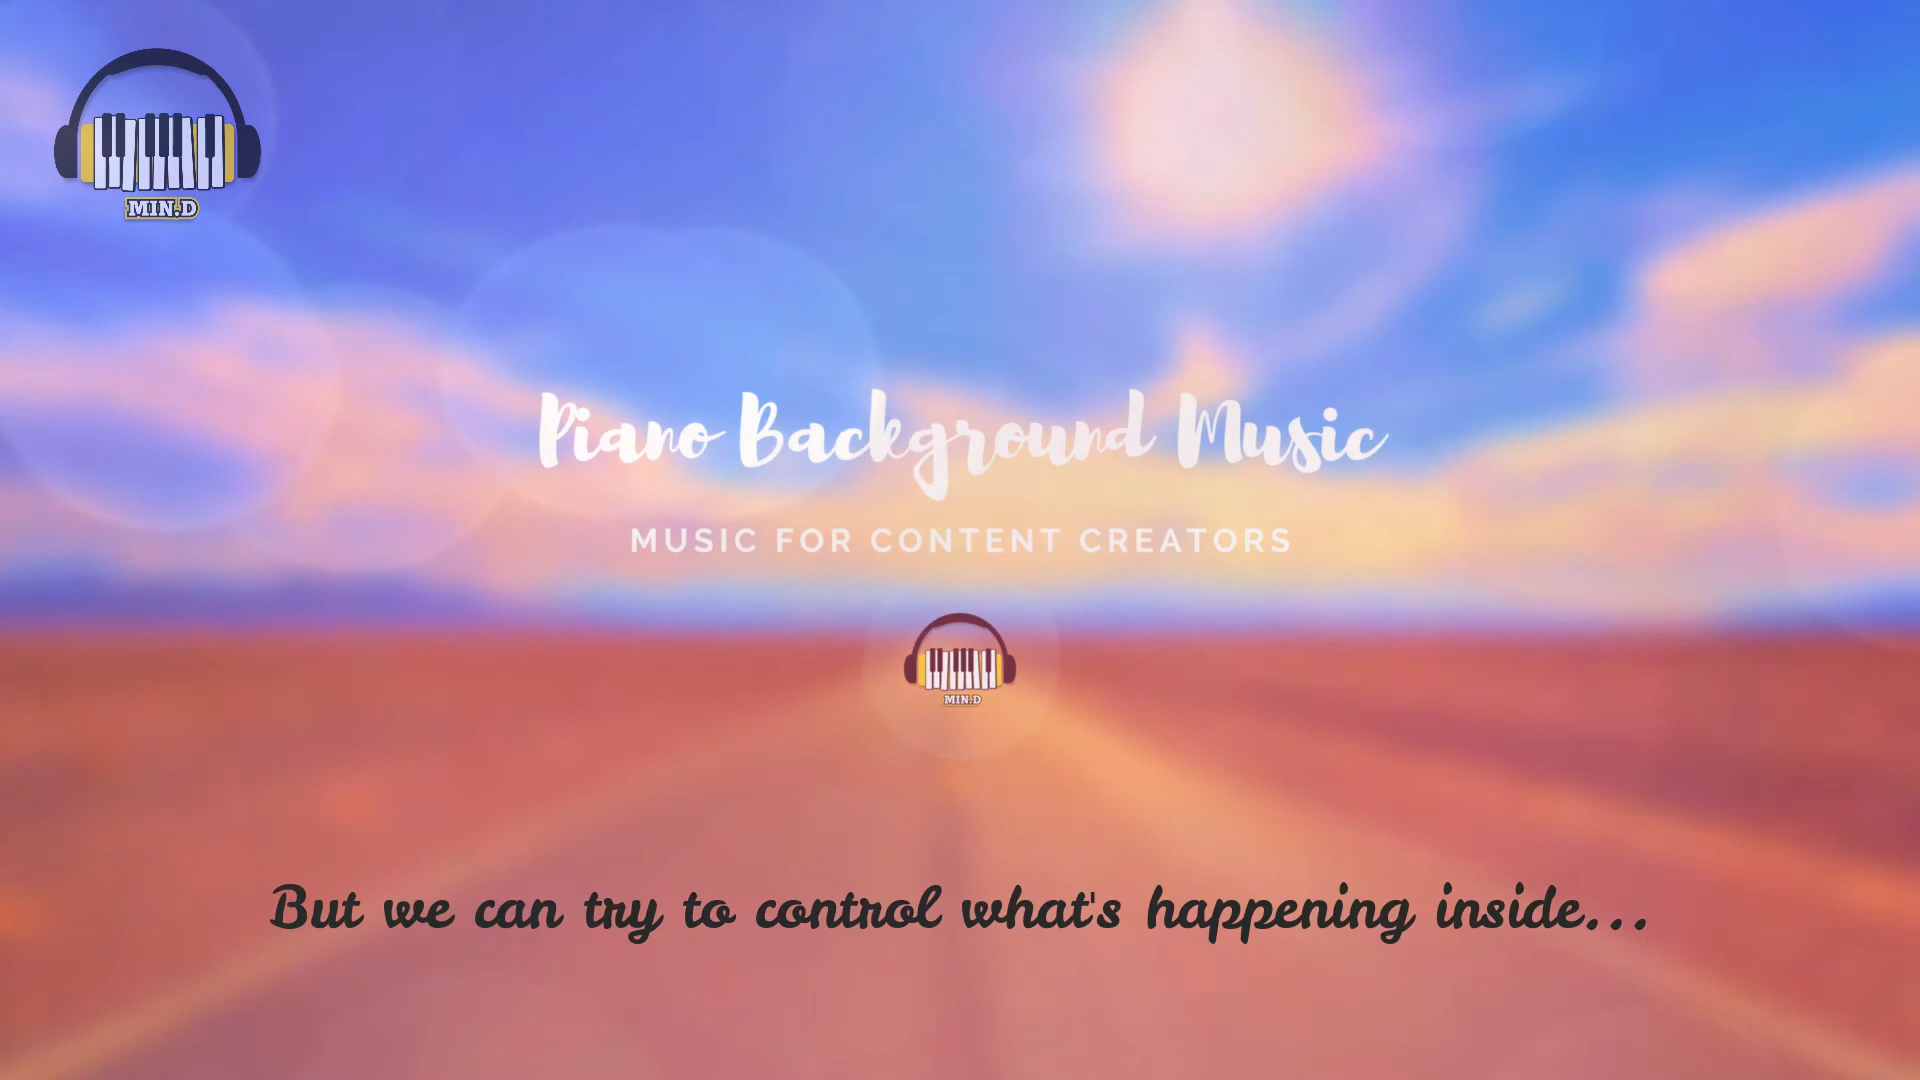 MIN.D
Piano Background Music
MUSIC FOR CONTENT CREATORS
MIN.D
But we can try to control what's happening inside...